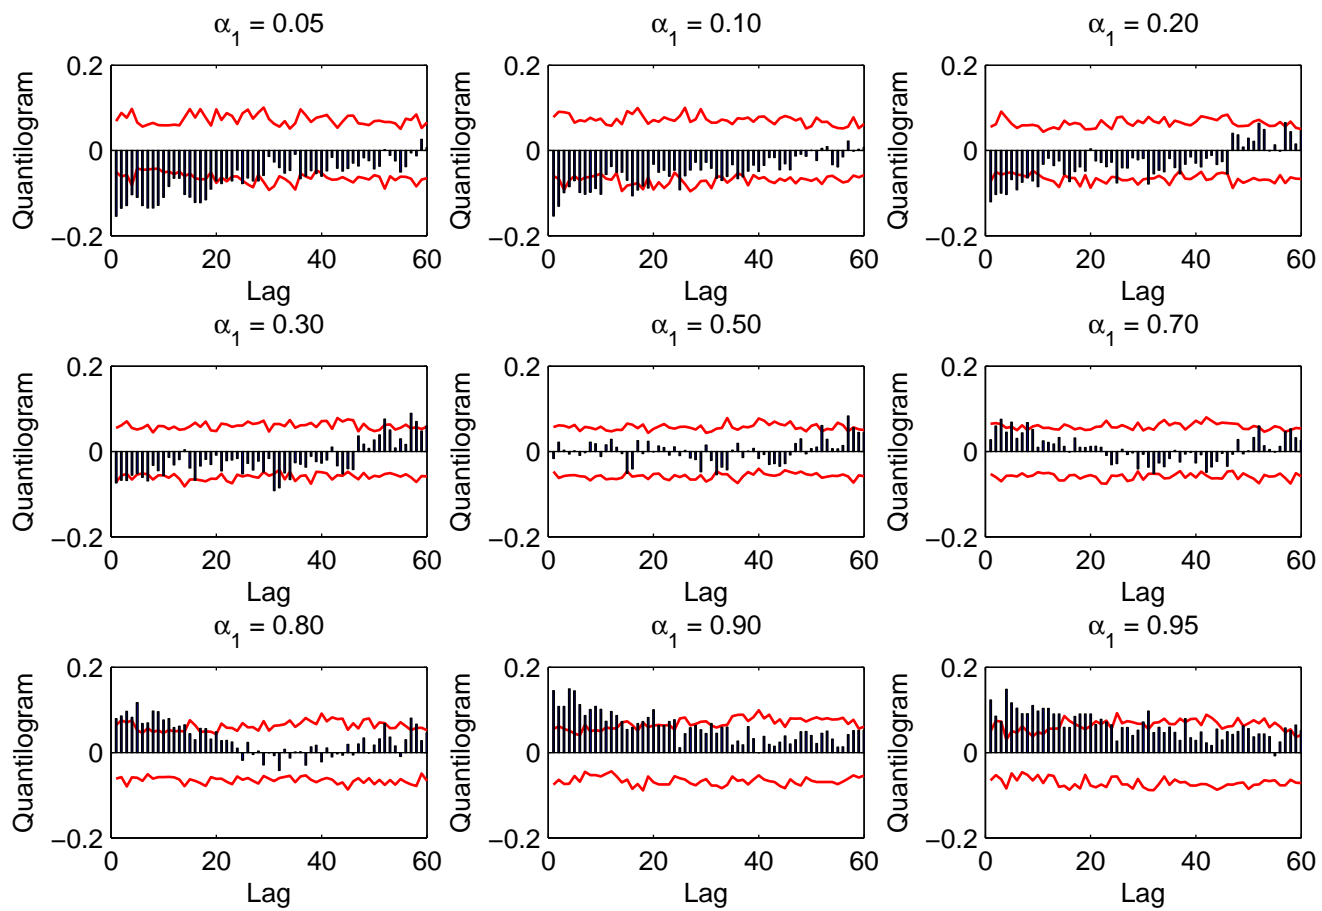 α1 = 0.05
α1 = 0.10
α1 = 0.20
Quantilogram
0.2
0
−0.2
0 20 40 60
Lag
Quantilogram
0.2
0
−0.2
0 20 40 60
Lag
Quantilogram
0.2
0
−0.2
0 20 40 60
Lag
α1 = 0.30
α1 = 0.50
α1 = 0.70
Quantilogram
0.2
0
−0.2
0 20 40 60
Lag
Quantilogram
0.2
0
−0.2
0 20 40 60
Lag
Quantilogram
0.2
0
−0.2
0 20 40 60
Lag
α1 = 0.80
α1 = 0.90
α1 = 0.95
Quantilogram
0.2
0
−0.2
0 20 40 60
Lag
Quantilogram
0.2
0
−0.2
0 20 40 60
Lag
Quantilogram
0.2
0
−0.2
0 20 40 60
Lag